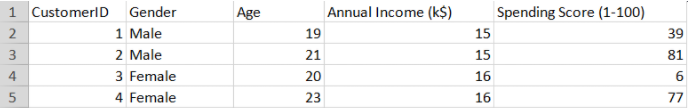 1 CustomerID Gender Age Annual Income (k$) Spending Score (1-100)
2 1 Male 19 15 39
3 2 Male 21 15 81
4 3 Female 20 16 6
5 4 Female 23 16 77